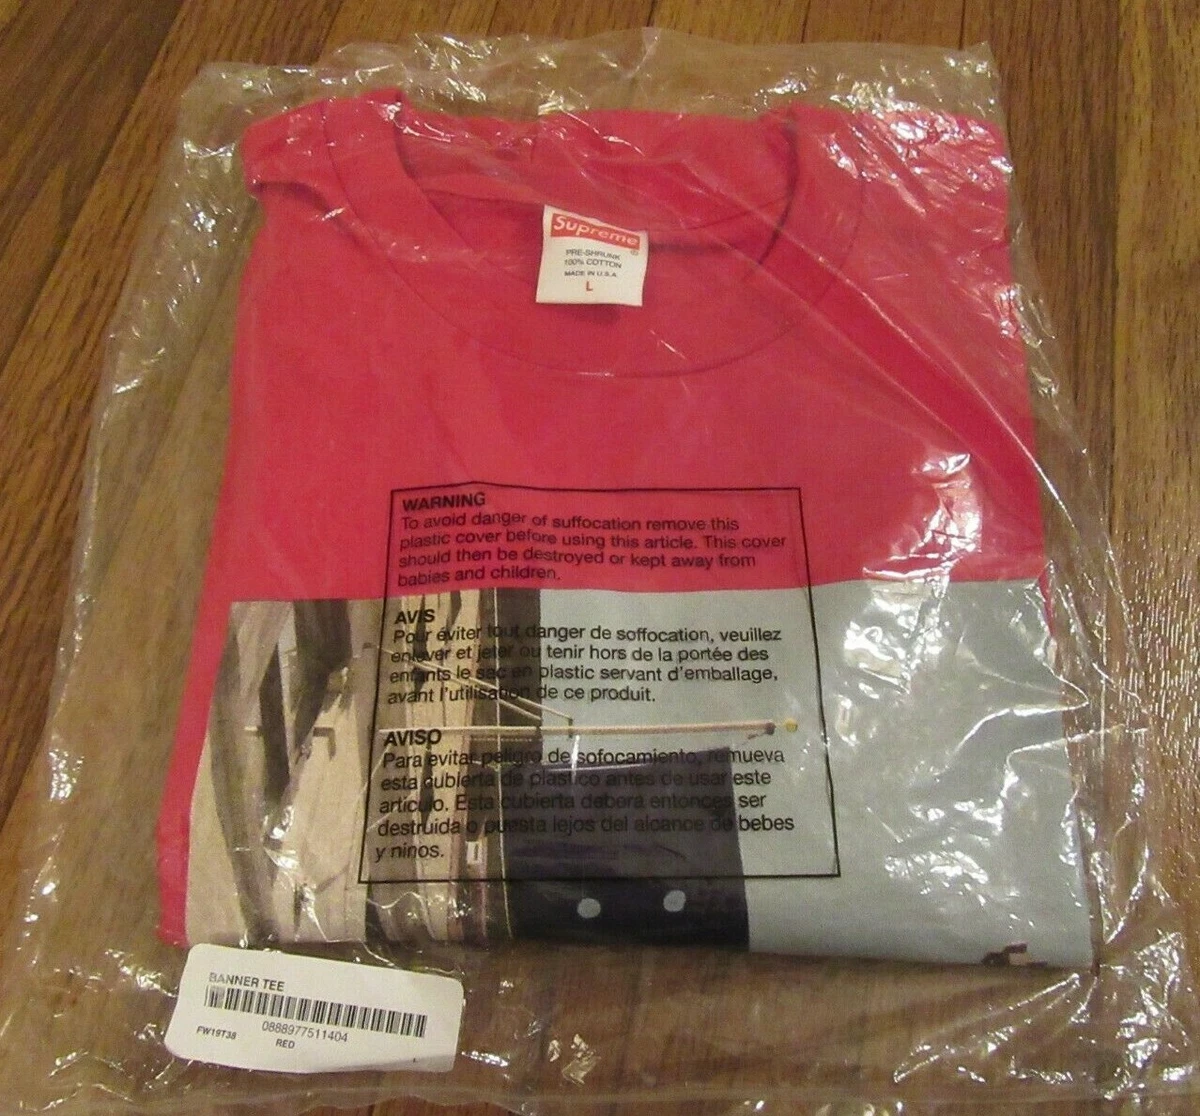 Supreme
®
PRE-SHRUNK
100% COTTON
MADE IN U.S.A.
L
WARNING
To avoid danger of suffocation remove this
plastic cover before using this article. This cover
should then be destroyed or kept away from
babies and children.
AVIS
Pour éviter tout danger de soffocation, veuillez
enlever et jeter ou tenir hors de la portée des
enfants le sac en plastic servant d'emballage,
avant l'utilisation de ce produit.
AVISO
Para evitar peligro de sofocamiento, remueva
esta cubierta de plastico antes de usar este
articulo. Esta cubierta debera entonces ser
destruida o puesta lejos del alcance de bebes
y ninos.
BANNER TEE
0888977511404
FW19T38
RED
L